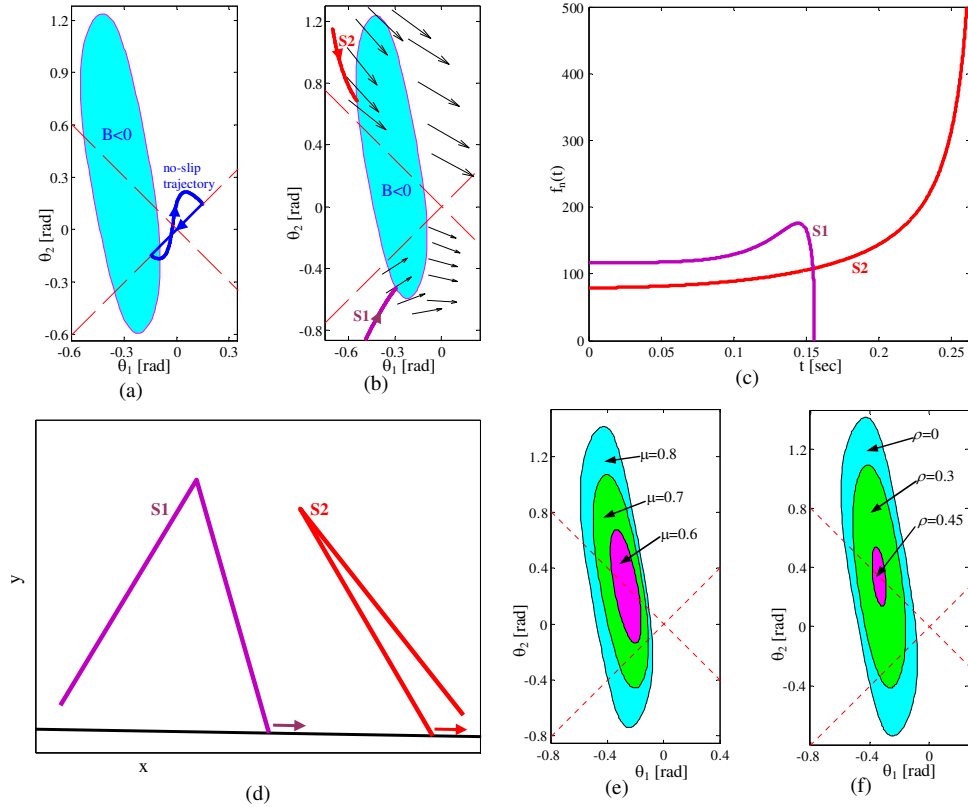 1.2
0.9
0.6
0.3
0
-0.3
-0.6
θ2 [rad]
B<0
no-slip
trajectory
-0.6 -0.3 0 0.3
θ1 [rad]
(a)
1.2
0.8
0.4
0
-0.4
-0.8
θ2 [rad]
S2
B<0
S1
-0.6 -0.3 0
θ1 [rad]
(b)
500
400
300
200
100
0
fn(t)
S1
S2
0 0.05 0.1 0.15 0.2 0.25
t [sec]
(c)
y
S1
S2
x
(d)
1.2
0.8
0.4
0
-0.4
-0.8
θ2 [rad]
μ=0.8
μ=0.7
μ=0.6
-0.8 -0.4 0 0.4
θ1 [rad]
(e)
1.2
0.8
0.4
0
-0.4
-0.8
θ2 [rad]
ρ=0
ρ=0.3
ρ=0.45
-0.8 -0.4 0
θ1 [rad]
(f)